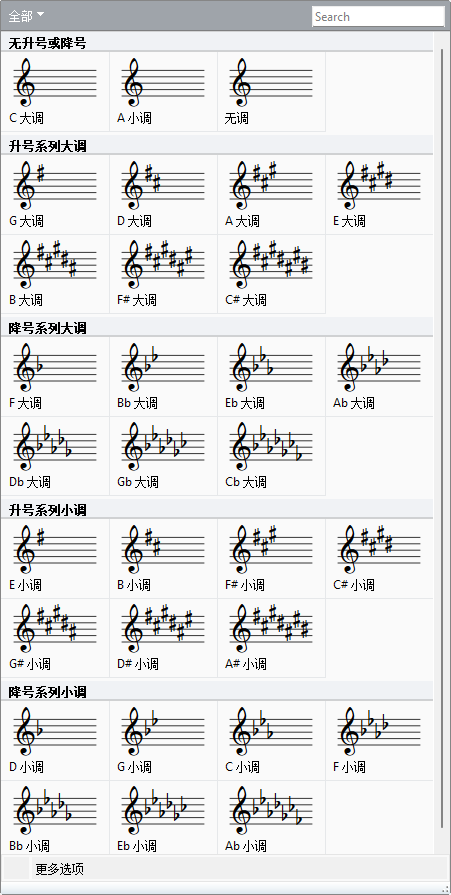 全部
Search
无升号或降号
C 大调
A 小调
无调
升号系列大调
G 大调
D 大调
A 大调
E 大调
B 大调
F# 大调
C# 大调
降号系列大调
F 大调
Bb 大调
Eb 大调
Ab 大调
Db 大调
Gb 大调
Cb 大调
升号系列小调
E 小调
B 小调
F# 小调
C# 小调
G# 小调
D# 小调
A# 小调
降号系列小调
D 小调
G 小调
C 小调
F 小调
Bb 小调
Eb 小调
Ab 小调
更多选项